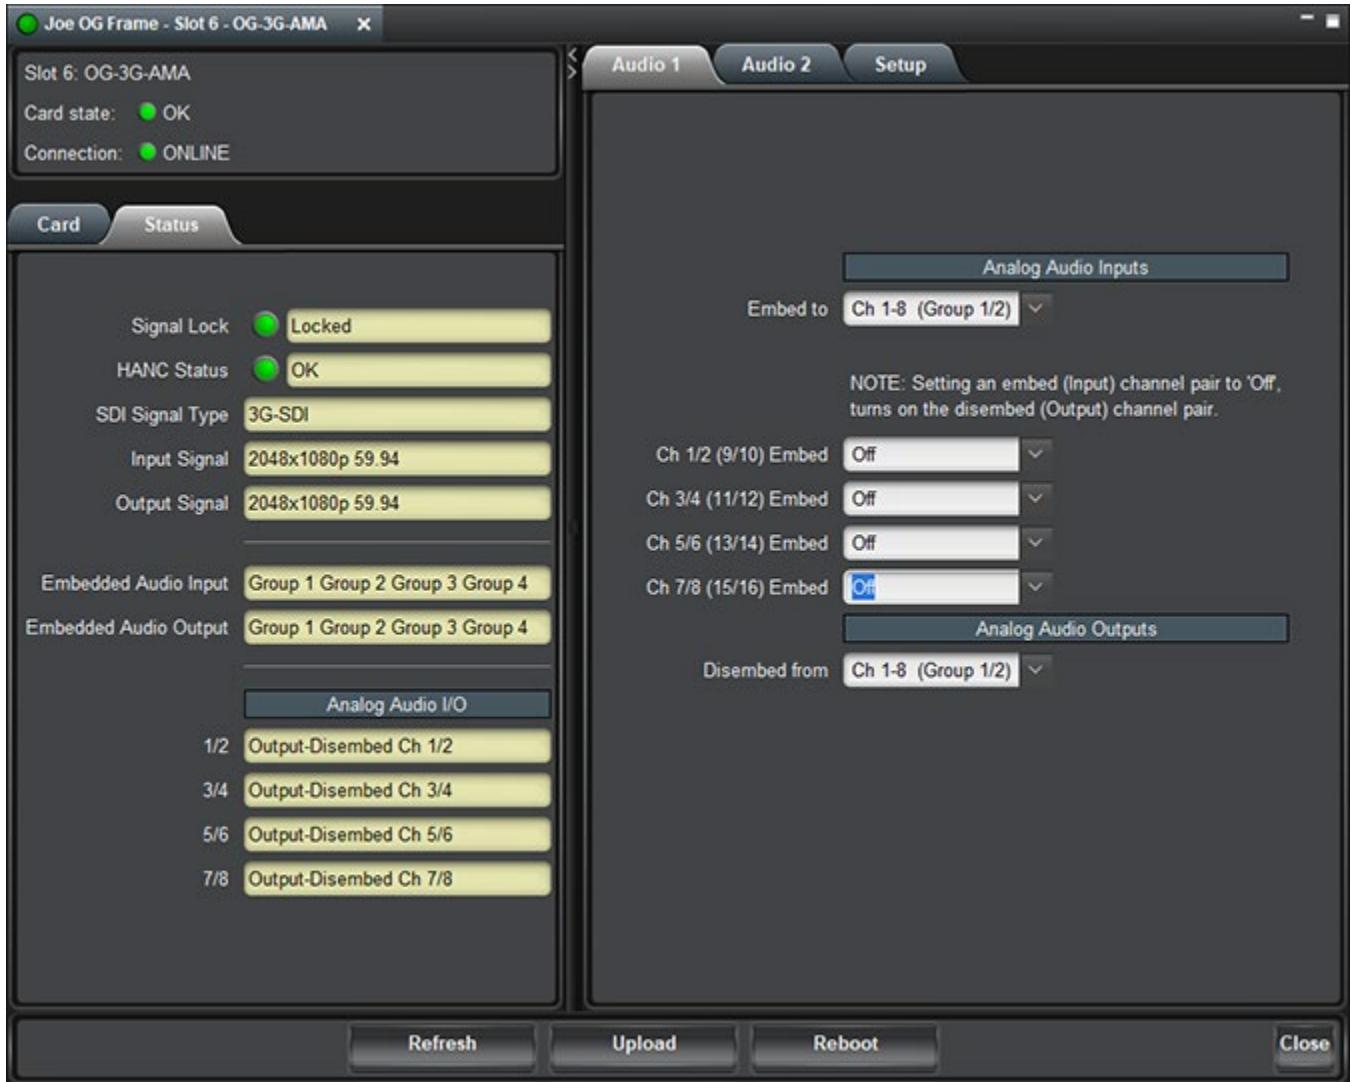 Joe OG Frame - Slot 6 - OG-3G-AMA
Slot 6: OG-3G-AMA
Card state: OK
Connection: ONLINE
Card Status
Signal Lock Locked
HANC Status OK
SDI Signal Type 3G-SDI
Input Signal 2048x1080p 59.94
Output Signal 2048x1080p 59.94
Embedded Audio Input Group 1 Group 2 Group 3 Group 4
Embedded Audio Output Group 1 Group 2 Group 3 Group 4
Analog Audio I/O
1/2 Output-Disembed Ch 1/2
3/4 Output-Disembed Ch 3/4
5/6 Output-Disembed Ch 5/6
7/8 Output-Disembed Ch 7/8
Audio 1 Audio 2 Setup
Analog Audio Inputs
Embed to Ch 1-8 (Group 1/2)
NOTE: Setting an embed (Input) channel pair to 'Off',
turns on the disembed (Output) channel pair.
Ch 1/2 (9/10) Embed Off
Ch 3/4 (11/12) Embed Off
Ch 5/6 (13/14) Embed Off
Ch 7/8 (15/16) Embed Off
Analog Audio Outputs
Disembed from Ch 1-8 (Group 1/2)
Refresh Upload Reboot Close